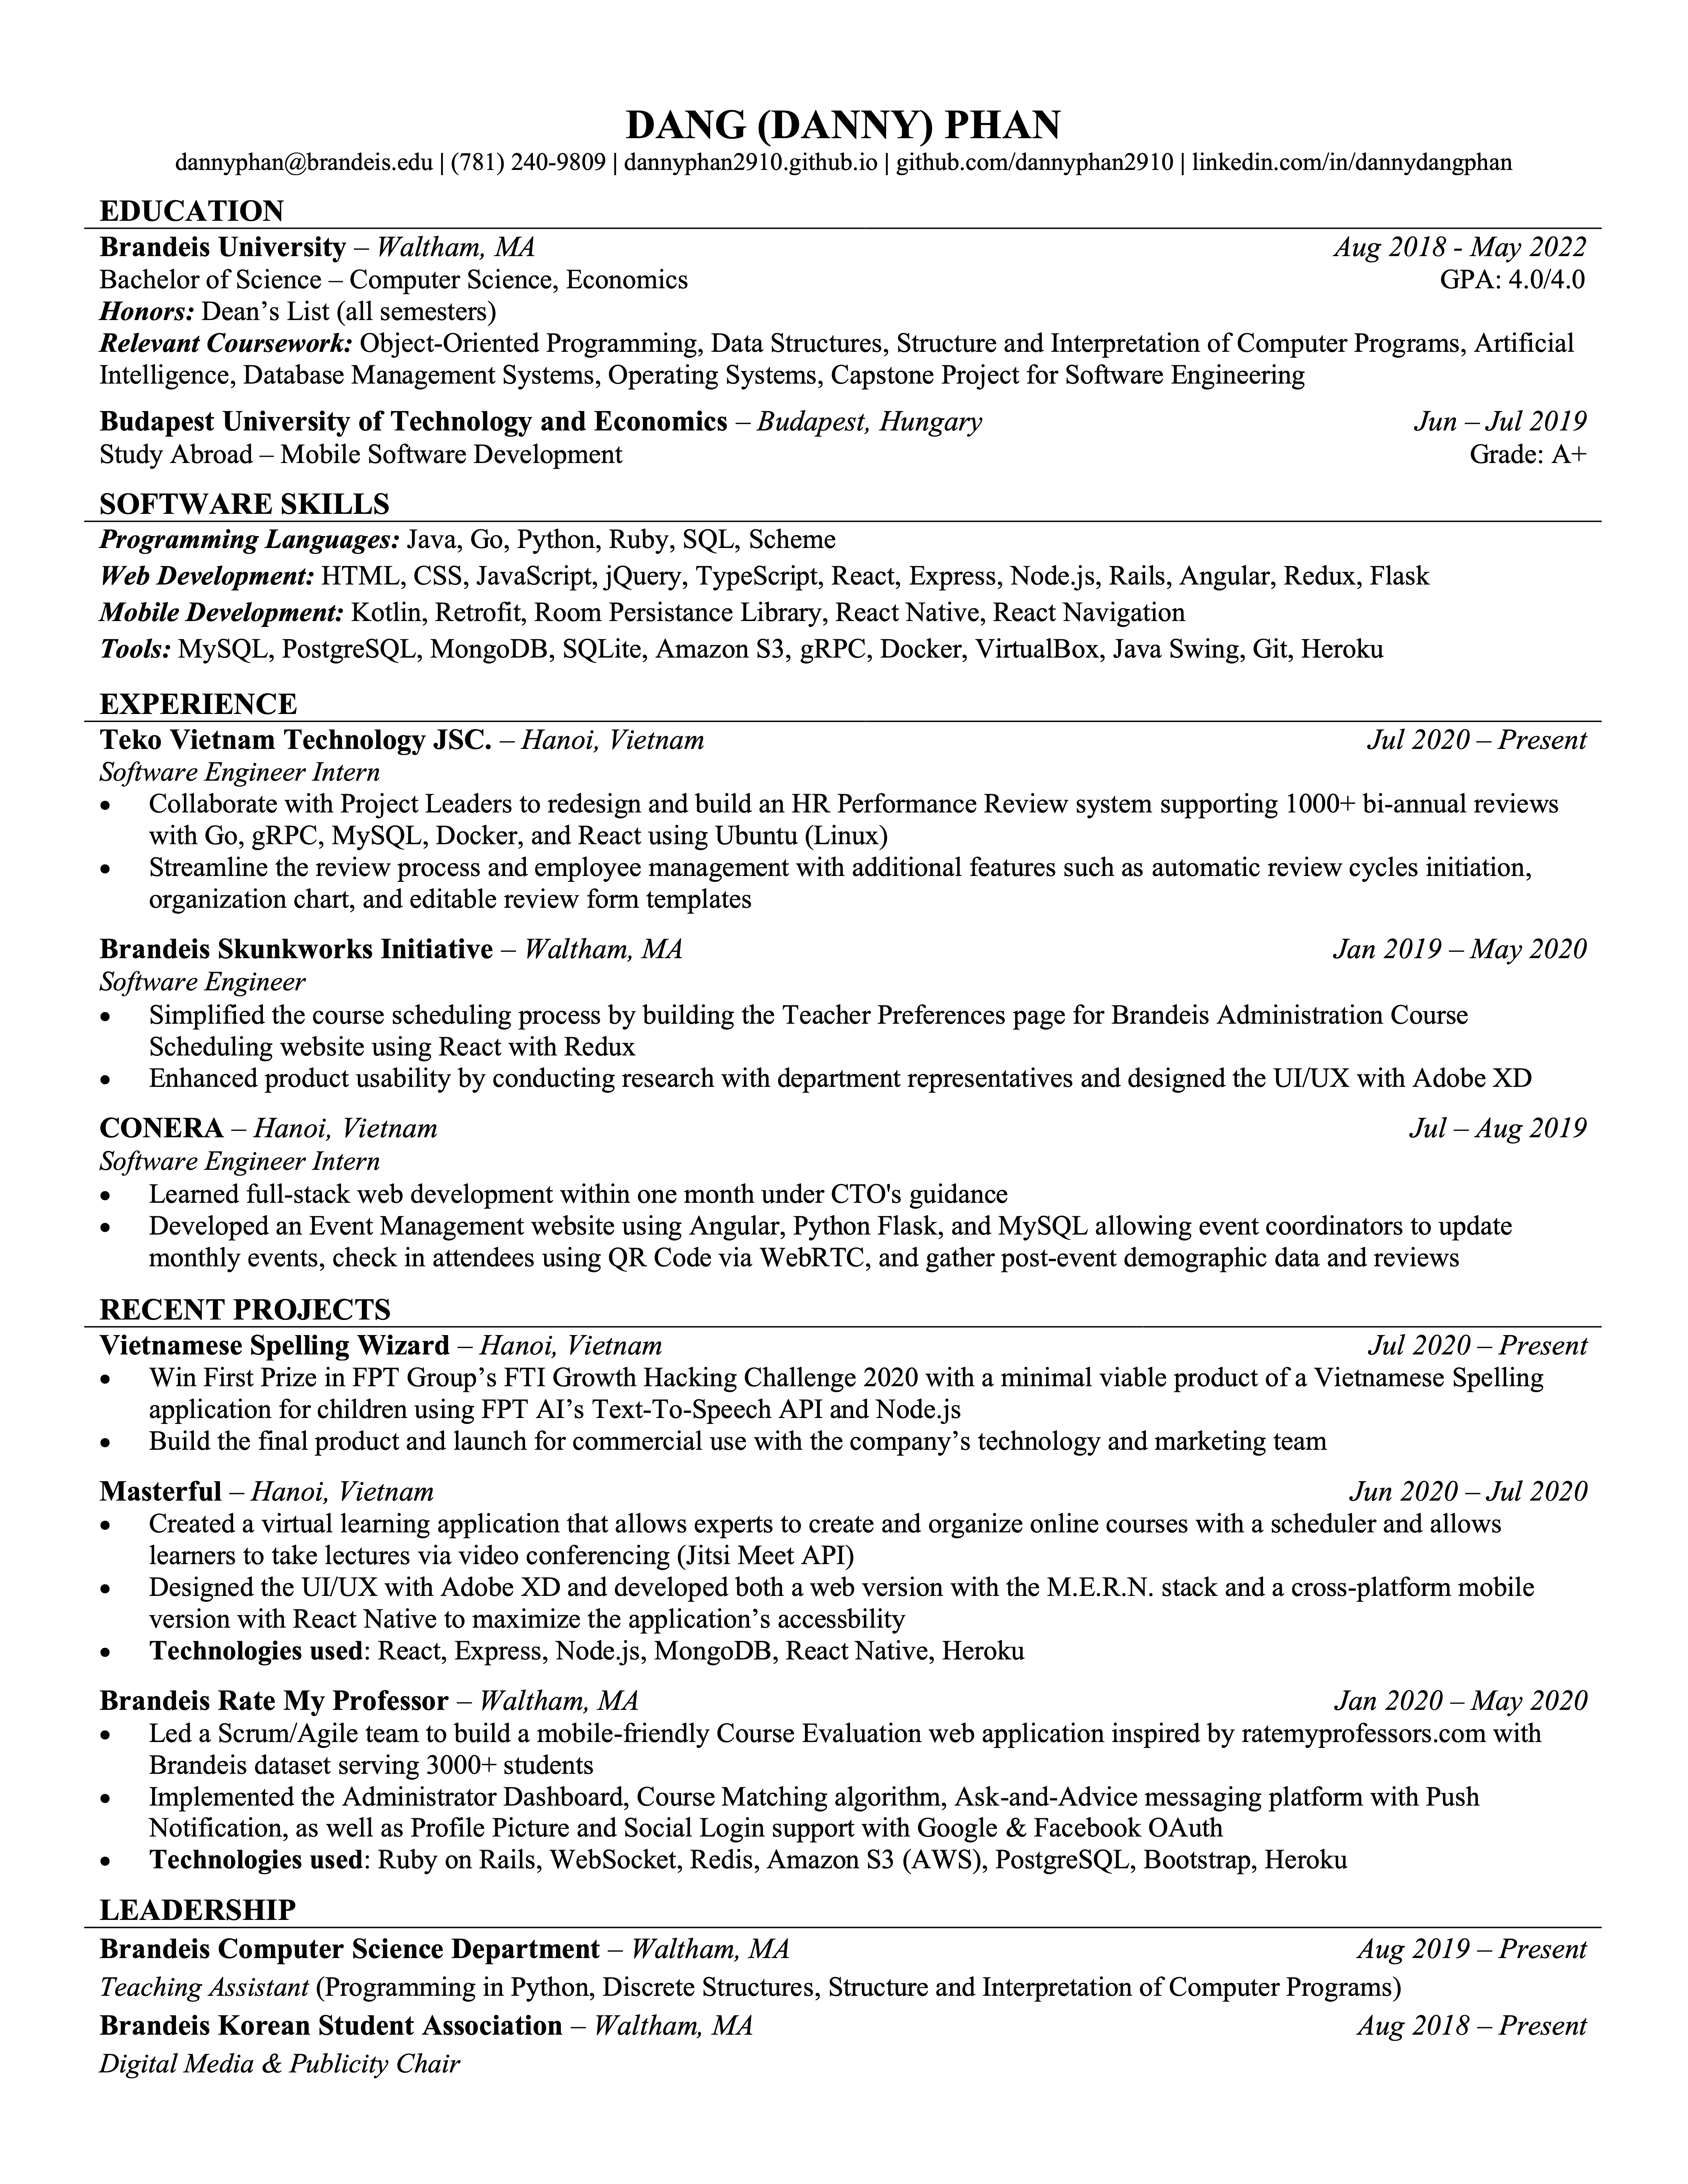 DANG (DANNY) PHAN
dannyphan@brandeis.edu | (781) 240-9809 | dannyphan2910.github.io | github.com/dannyphan2910 | linkedin.com/in/dannydangphan
EDUCATION
Brandeis University – Waltham, MA Aug 2018 - May 2022
Bachelor of Science – Computer Science, Economics GPA: 4.0/4.0
Honors: Dean’s List (all semesters)
Relevant Coursework: Object-Oriented Programming, Data Structures, Structure and Interpretation of Computer Programs, Artificial
Intelligence, Database Management Systems, Operating Systems, Capstone Project for Software Engineering
Budapest University of Technology and Economics – Budapest, Hungary Jun – Jul 2019
Study Abroad – Mobile Software Development Grade: A+
SOFTWARE SKILLS
Programming Languages: Java, Go, Python, Ruby, SQL, Scheme
Web Development: HTML, CSS, JavaScript, jQuery, TypeScript, React, Express, Node.js, Rails, Angular, Redux, Flask
Mobile Development: Kotlin, Retrofit, Room Persistance Library, React Native, React Navigation
Tools: MySQL, PostgreSQL, MongoDB, SQLite, Amazon S3, gRPC, Docker, VirtualBox, Java Swing, Git, Heroku
EXPERIENCE
Teko Vietnam Technology JSC. – Hanoi, Vietnam Jul 2020 – Present
Software Engineer Intern
• Collaborate with Project Leaders to redesign and build an HR Performance Review system supporting 1000+ bi-annual reviews
with Go, gRPC, MySQL, Docker, and React using Ubuntu (Linux)
• Streamline the review process and employee management with additional features such as automatic review cycles initiation,
organization chart, and editable review form templates
Brandeis Skunkworks Initiative – Waltham, MA Jan 2019 – May 2020
Software Engineer
• Simplified the course scheduling process by building the Teacher Preferences page for Brandeis Administration Course
Scheduling website using React with Redux
• Enhanced product usability by conducting research with department representatives and designed the UI/UX with Adobe XD
CONERA – Hanoi, Vietnam Jul – Aug 2019
Software Engineer Intern
• Learned full-stack web development within one month under CTO's guidance
• Developed an Event Management website using Angular, Python Flask, and MySQL allowing event coordinators to update
monthly events, check in attendees using QR Code via WebRTC, and gather post-event demographic data and reviews
RECENT PROJECTS
Vietnamese Spelling Wizard – Hanoi, Vietnam Jul 2020 – Present
• Win First Prize in FPT Group’s FTI Growth Hacking Challenge 2020 with a minimal viable product of a Vietnamese Spelling
application for children using FPT AI’s Text-To-Speech API and Node.js
• Build the final product and launch for commercial use with the company’s technology and marketing team
Masterful – Hanoi, Vietnam Jun 2020 – Jul 2020
• Created a virtual learning application that allows experts to create and organize online courses with a scheduler and allows
learners to take lectures via video conferencing (Jitsi Meet API)
• Designed the UI/UX with Adobe XD and developed both a web version with the M.E.R.N. stack and a cross-platform mobile
version with React Native to maximize the application’s accessbility
• Technologies used: React, Express, Node.js, MongoDB, React Native, Heroku
Brandeis Rate My Professor – Waltham, MA Jan 2020 – May 2020
• Led a Scrum/Agile team to build a mobile-friendly Course Evaluation web application inspired by ratemyprofessors.com with
Brandeis dataset serving 3000+ students
• Implemented the Administrator Dashboard, Course Matching algorithm, Ask-and-Advice messaging platform with Push
Notification, as well as Profile Picture and Social Login support with Google & Facebook OAuth
• Technologies used: Ruby on Rails, WebSocket, Redis, Amazon S3 (AWS), PostgreSQL, Bootstrap, Heroku
LEADERSHIP
Brandeis Computer Science Department – Waltham, MA Aug 2019 – Present
Teaching Assistant (Programming in Python, Discrete Structures, Structure and Interpretation of Computer Programs)
Brandeis Korean Student Association – Waltham, MA Aug 2018 – Present
Digital Media & Publicity Chair